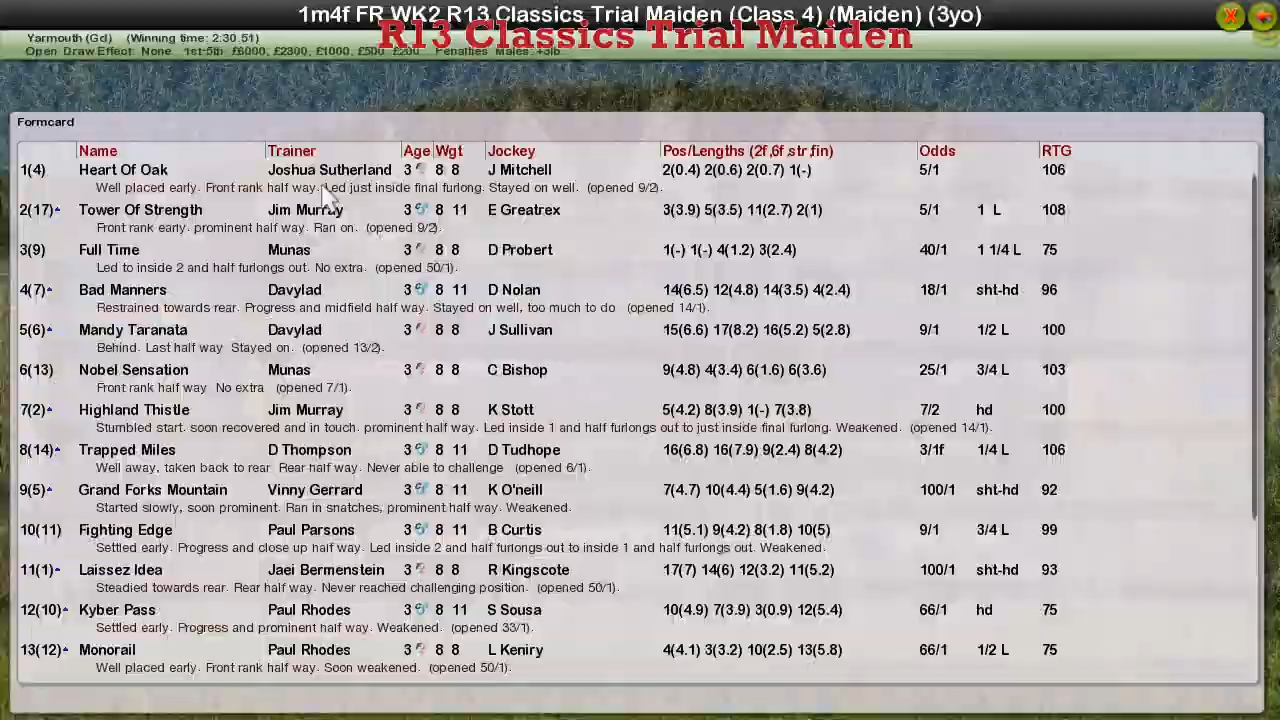 1m4f FR WK2 R13 Classics Trial Maiden (Class 4) (Maiden) (3yo)
R13 Classics Trial Maiden
Yarmouth (Gd) (Winning time: 2:30.51)
Open Draw Effect: None 1st-5th £6000, £2300, £1000, £500 £200 Penalties Males +3lb
Formcard
Name Trainer Age Wgt Jockey Pos/Lengths (2f,6f,str,fin) Odds RTG
1(4) Heart Of Oak Joshua Sutherland 3 8 8 J Mitchell 2(0.4) 2(0.6) 2(0.7) 1(-) 5/1 106
Well placed early. Front rank half way. Led just inside final furlong. Stayed on well. (opened 9/2).
2(17) Tower Of Strength Jim Murray 3 8 11 E Greatrex 3(3.9) 5(3.5) 11(2.7) 2(1) 5/1 1 L 108
Front rank early. prominent half way. Ran on. (opened 9/2).
3(9) Full Time Munas 3 8 8 D Probert 1(-) 1(-) 4(1.2) 3(2.4) 40/1 1 1/4 L 75
Led to inside 2 and half furlongs out. No extra. (opened 50/1).
4(7) Bad Manners Davylad 3 8 11 D Nolan 14(6.5) 12(4.8) 14(3.5) 4(2.4) 18/1 sht-hd 96
Restrained towards rear. Progress and midfield half way. Stayed on well, too much to do (opened 14/1).
5(6) Mandy Taranata Davylad 3 8 8 J Sullivan 15(6.6) 17(8.2) 16(5.2) 5(2.8) 9/1 1/2 L 100
Behind. Last half way Stayed on. (opened 13/2).
6(13) Nobel Sensation Munas 3 8 8 C Bishop 9(4.8) 4(3.4) 6(1.6) 6(3.6) 25/1 3/4 L 103
Front rank half way No extra (opened 7/1).
7(2) Highland Thistle Jim Murray 3 8 8 K Stott 5(4.2) 8(3.9) 1(-) 7(3.8) 7/2 hd 100
Stumbled start. soon recovered and in touch. prominent half way. Led inside 1 and half furlongs out to just inside final furlong. Weakened. (opened 14/1).
8(14) Trapped Miles D Thompson 3 8 11 D Tudhope 16(6.8) 16(7.9) 9(2.4) 8(4.2) 3/1f 1/4 L 106
Well away, taken back to rear Rear half way. Never able to challenge (opened 6/1).
9(5) Grand Forks Mountain Vinny Gerrard 3 8 11 K O'neill 7(4.7) 10(4.4) 5(1.6) 9(4.2) 100/1 sht-hd 92
Started slowly, soon prominent. Ran in snatches, prominent half way. Weakened.
10(11) Fighting Edge Paul Parsons 3 8 11 B Curtis 11(5.1) 9(4.2) 8(1.8) 10(5) 9/1 3/4 L 99
Settled early. Progress and close up half way. Led inside 2 and half furlongs out to inside 1 and half furlongs out. Weakened.
11(1) Laissez Idea Jaei Bermenstein 3 8 8 R Kingscote 17(7) 14(6) 12(3.2) 11(5.2) 100/1 sht-hd 93
Steadied towards rear. Rear half way. Never reached challenging position. (opened 50/1).
12(10) Kyber Pass Paul Rhodes 3 8 11 S Sousa 10(4.9) 7(3.9) 3(0.9) 12(5.4) 66/1 hd 75
Settled early. Progress and prominent half way. Weakened. (opened 33/1).
13(12) Monorail Paul Rhodes 3 8 8 L Keniry 4(4.1) 3(3.2) 10(2.5) 13(5.8) 66/1 1/2 L 75
Well placed early. Front rank half way. Soon weakened. (opened 50/1).